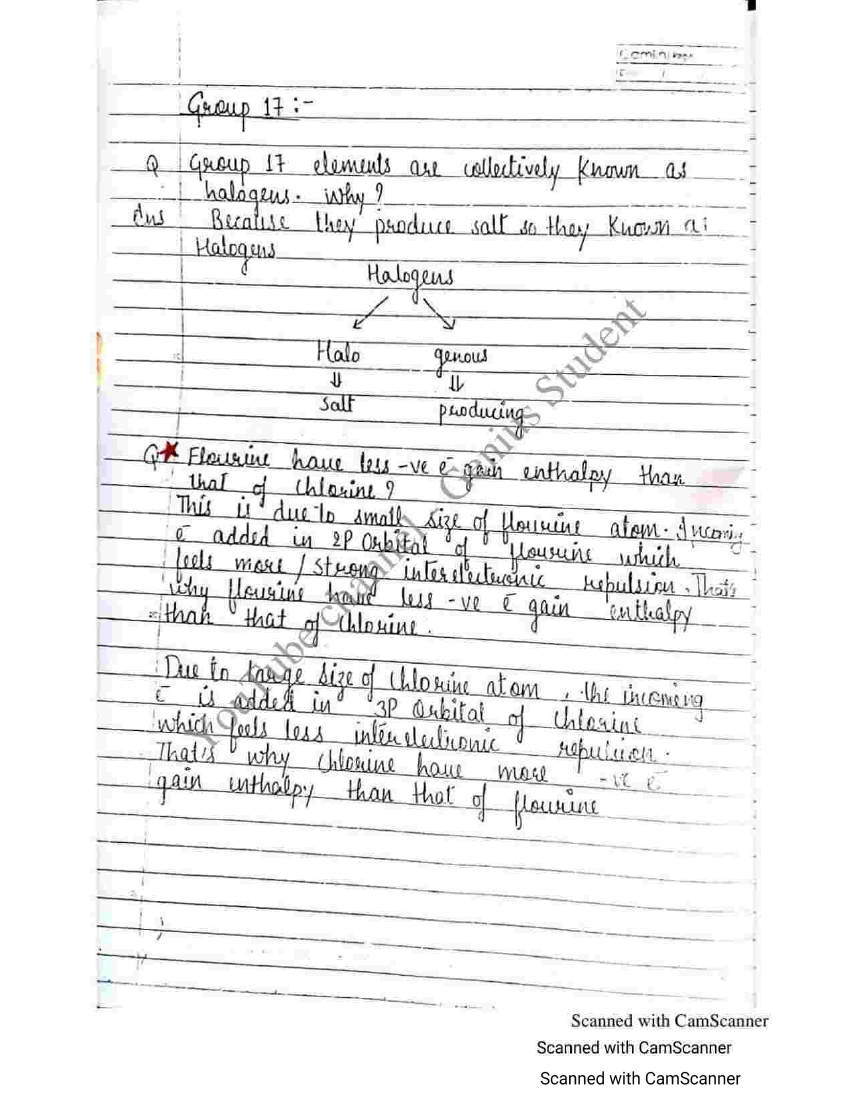 Group 17 :-
Q Group 17 elements are collectively known as
halogens. Why ?
Ans Because they produce salt so they known as
Halogens
Halogens
Halo genous
⇓ ⇓
salt producing
Q ★ Flourine have less -ve ē gain enthalpy than
that of chlorine ?
This is due to small size of flourine atom. Incoming
ē added in 2P Orbital of flourine which
feels more / strong interelectronic repulsion. That's
why flourine have less -ve ē gain enthalpy
than that of chlorine.
Due to large size of chlorine atom, the incoming
ē is added in 3P Orbital of chlorine
which feels less interelectronic repulsion.
That's why chlorine have more -ve ē
gain enthalpy than that of flourine
YouTube channel Genius Student
Scanned with CamScanner
Scanned with CamScanner
Scanned with CamScanner